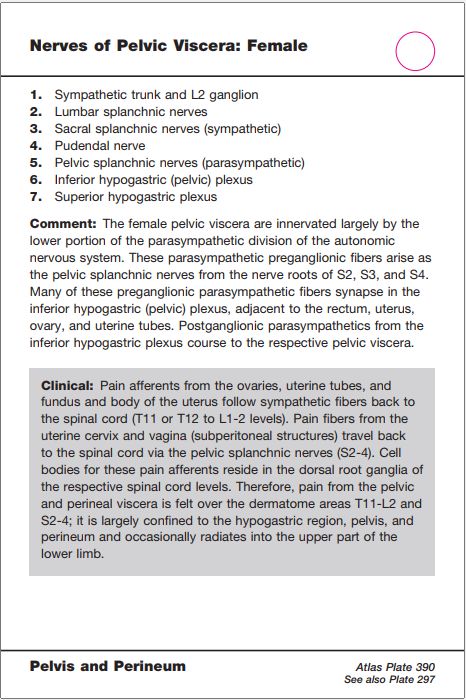 Nerves of Pelvic Viscera: Female
1. Sympathetic trunk and L2 ganglion
2. Lumbar splanchnic nerves
3. Sacral splanchnic nerves (sympathetic)
4. Pudendal nerve
5. Pelvic splanchnic nerves (parasympathetic)
6. Inferior hypogastric (pelvic) plexus
7. Superior hypogastric plexus
Comment: The female pelvic viscera are innervated largely by the
lower portion of the parasympathetic division of the autonomic
nervous system. These parasympathetic preganglionic fibers arise as
the pelvic splanchnic nerves from the nerve roots of S2, S3, and S4.
Many of these preganglionic parasympathetic fibers synapse in the
inferior hypogastric (pelvic) plexus, adjacent to the rectum, uterus,
ovary, and uterine tubes. Postganglionic parasympathetics from the
inferior hypogastric plexus course to the respective pelvic viscera.
Clinical: Pain afferents from the ovaries, uterine tubes, and
fundus and body of the uterus follow sympathetic fibers back to
the spinal cord (T11 or T12 to L1-2 levels). Pain fibers from the
uterine cervix and vagina (subperitoneal structures) travel back
to the spinal cord via the pelvic splanchnic nerves (S2-4). Cell
bodies for these pain afferents reside in the dorsal root ganglia of
the respective spinal cord levels. Therefore, pain from the pelvic
and perineal viscera is felt over the dermatome areas T11-L2 and
S2-4; it is largely confined to the hypogastric region, pelvis, and
perineum and occasionally radiates into the upper part of the
lower limb.
Pelvis and Perineum
Atlas Plate 390
See also Plate 297